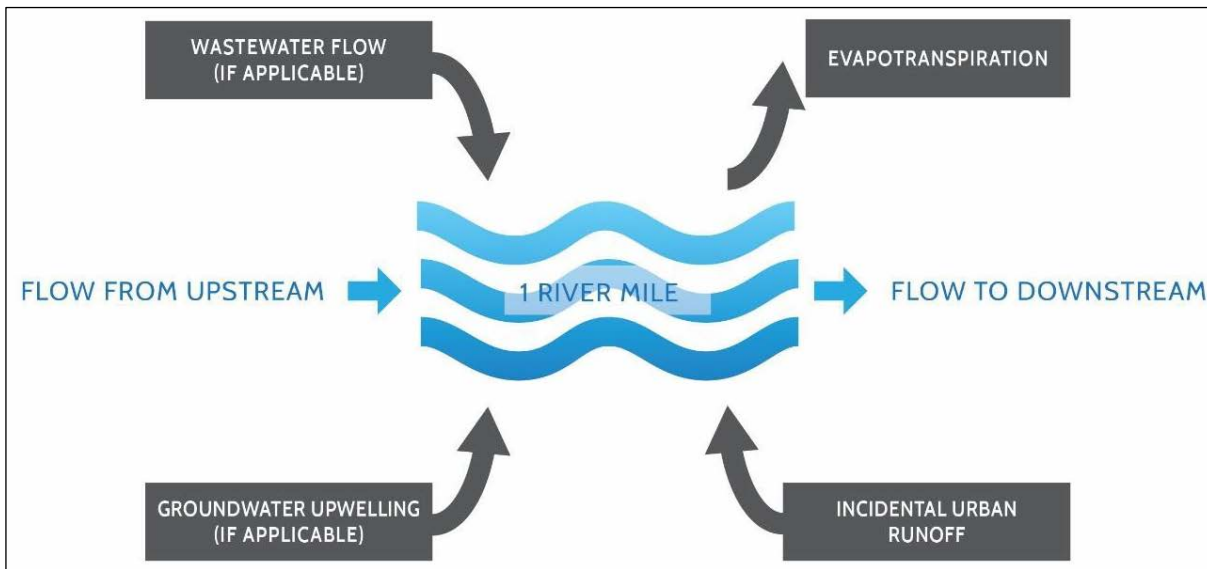 WASTEWATER FLOW
(IF APPLICABLE)
EVAPOTRANSPIRATION
FLOW FROM UPSTREAM
1 RIVER MILE
FLOW TO DOWNSTREAM
GROUNDWATER UPWELLING
(IF APPLICABLE)
INCIDENTAL URBAN
RUNOFF